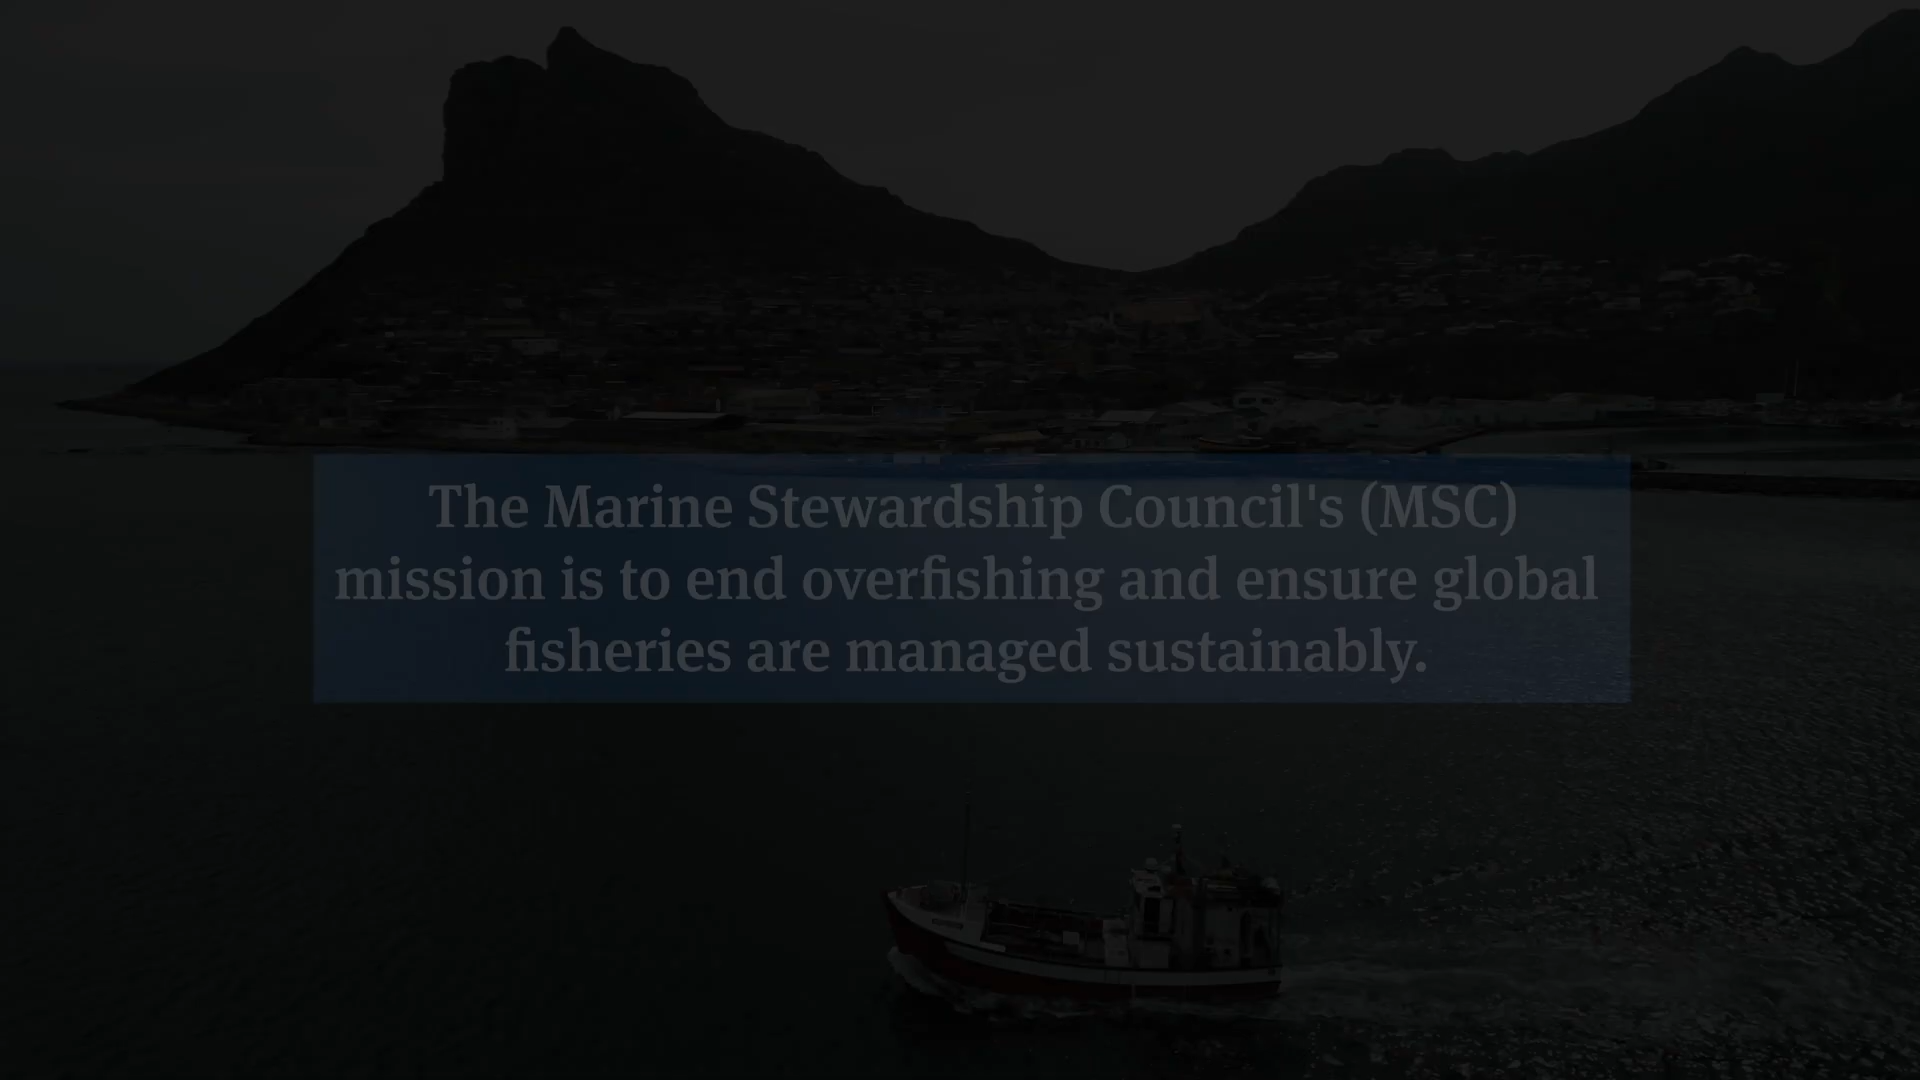 The Marine Stewardship Council's (MSC)
mission is to end overfishing and ensure global
fisheries are managed sustainably.